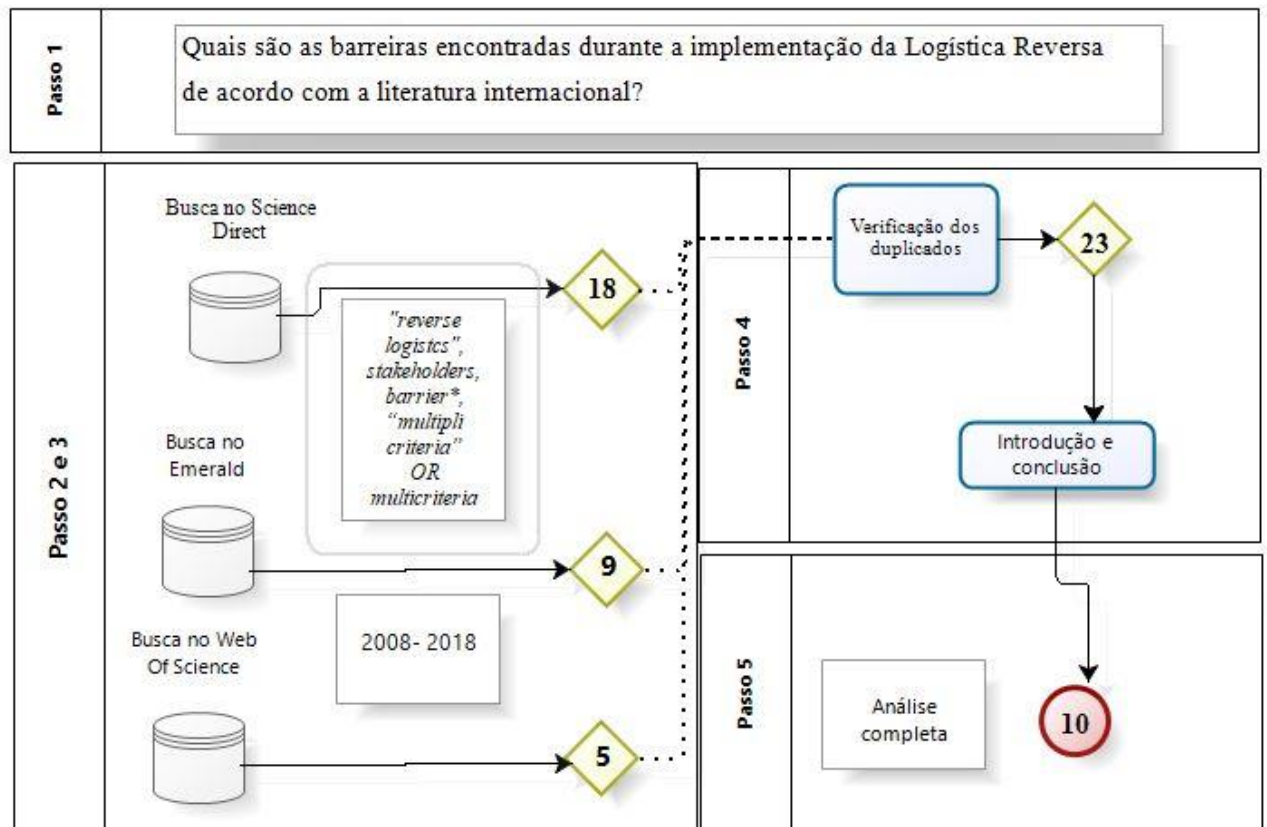 Passo 1
Quais são as barreiras encontradas durante a implementação da Logística Reversa
de acordo com a literatura internacional?
Passo 2 e 3
Busca no Science
Direct
18
"reverse
logistcs",
stakeholders,
barrier*,
“multipli
criteria”
OR
multicriteria
Busca no
Emerald
9
2008- 2018
Busca no Web
Of Science
5
Passo 4
Verificação dos
duplicados
23
Introdução e
conclusão
Passo 5
Análise
completa
10